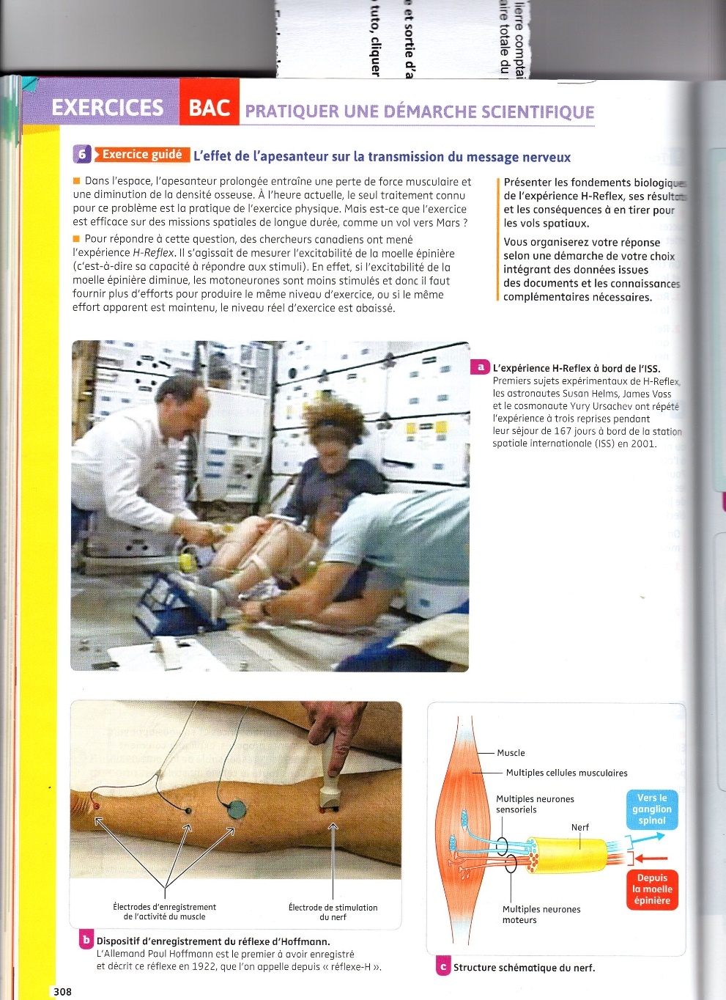 lierre comptai
aire totale du
e et sortie d'a
tuto, cliquer
EXERCICES BAC PRATIQUER UNE DÉMARCHE SCIENTIFIQUE
6 Exercice guidé L'effet de l'apesanteur sur la transmission du message nerveux
Dans l'espace, l'apesanteur prolongée entraîne une perte de force musculaire et
une diminution de la densité osseuse. À l'heure actuelle, le seul traitement connu
pour ce problème est la pratique de l'exercice physique. Mais est-ce que l'exercice
est efficace sur des missions spatiales de longue durée, comme un vol vers Mars ?
Pour répondre à cette question, des chercheurs canadiens ont mené
l'expérience H-Reflex. Il s'agissait de mesurer l'excitabilité de la moelle épinière
(c'est-à-dire sa capacité à répondre aux stimuli). En effet, si l'excitabilité de la
moelle épinière diminue, les motoneurones sont moins stimulés et donc il faut
fournir plus d'efforts pour produire le même niveau d'exercice, ou si le même
effort apparent est maintenu, le niveau réel d'exercice est abaissé.
Présenter les fondements biologiques
de l'expérience H-Reflex, ses résultats
et les conséquences à en tirer pour
les vols spatiaux.
Vous organiserez votre réponse
selon une démarche de votre choix
intégrant des données issues
des documents et les connaissances
complémentaires nécessaires.
a L'expérience H-Reflex à bord de l'ISS.
Premiers sujets expérimentaux de H-Reflex,
les astronautes Susan Helms, James Voss
et le cosmonaute Yury Ursachev ont répété
l'expérience à trois reprises pendant
leur séjour de 167 jours à bord de la station
spatiale internationale (ISS) en 2001.
Électrodes d'enregistrement
de l'activité du muscle
Électrode de stimulation
du nerf
b Dispositif d'enregistrement du réflexe d'Hoffmann.
L'Allemand Paul Hoffmann est le premier à avoir enregistré
et décrit ce réflexe en 1922, que l'on appelle depuis « réflexe-H ».
Muscle
Multiples cellules musculaires
Multiples neurones
sensoriels
Nerf
Vers le
ganglion
spinal
Depuis
la moelle
épinière
Multiples neurones
moteurs
c Structure schématique du nerf.
308